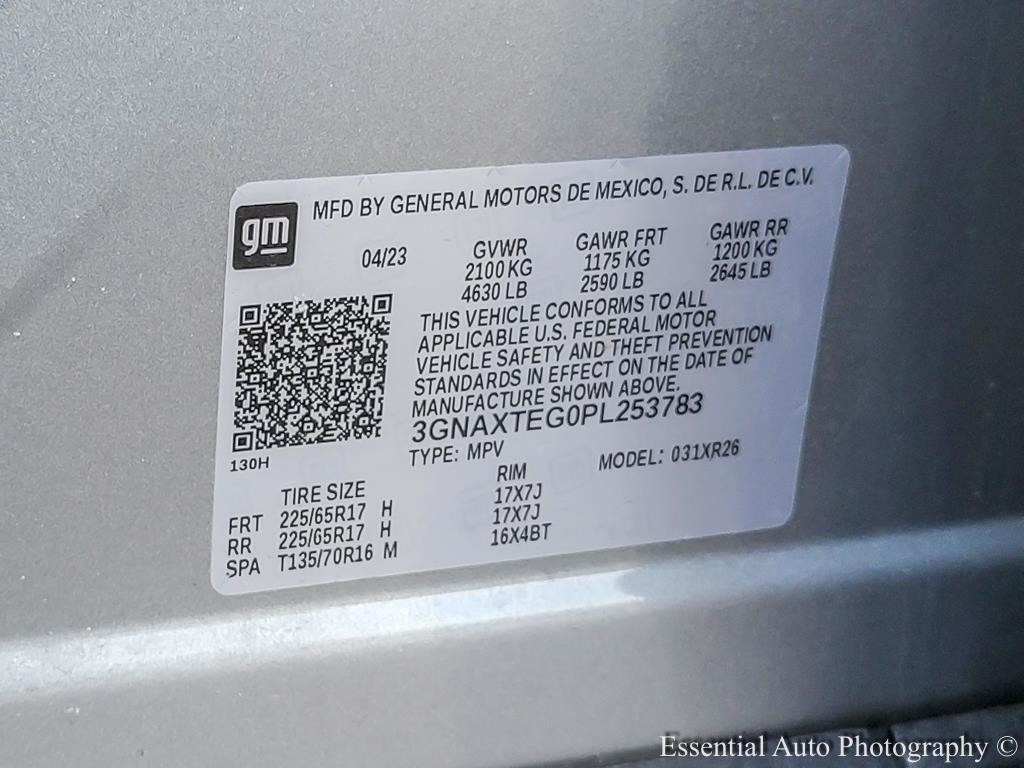 gm
MFD BY GENERAL MOTORS DE MEXICO, S. DE R.L. DE C.V.
04/23 GVWR GAWR FRT GAWR RR
2100 KG 1175 KG 1200 KG
4630 LB 2590 LB 2645 LB
THIS VEHICLE CONFORMS TO ALL
APPLICABLE U.S. FEDERAL MOTOR
VEHICLE SAFETY AND THEFT PREVENTION
STANDARDS IN EFFECT ON THE DATE OF
MANUFACTURE SHOWN ABOVE.
3GNAXTEG0PL253783
130H
TYPE: MPV MODEL: 031XR26
TIRE SIZE RIM
FRT 225/65R17 H 17X7J
RR 225/65R17 H 17X7J
SPA T135/70R16 M 16X4BT
Essential Auto Photography ©